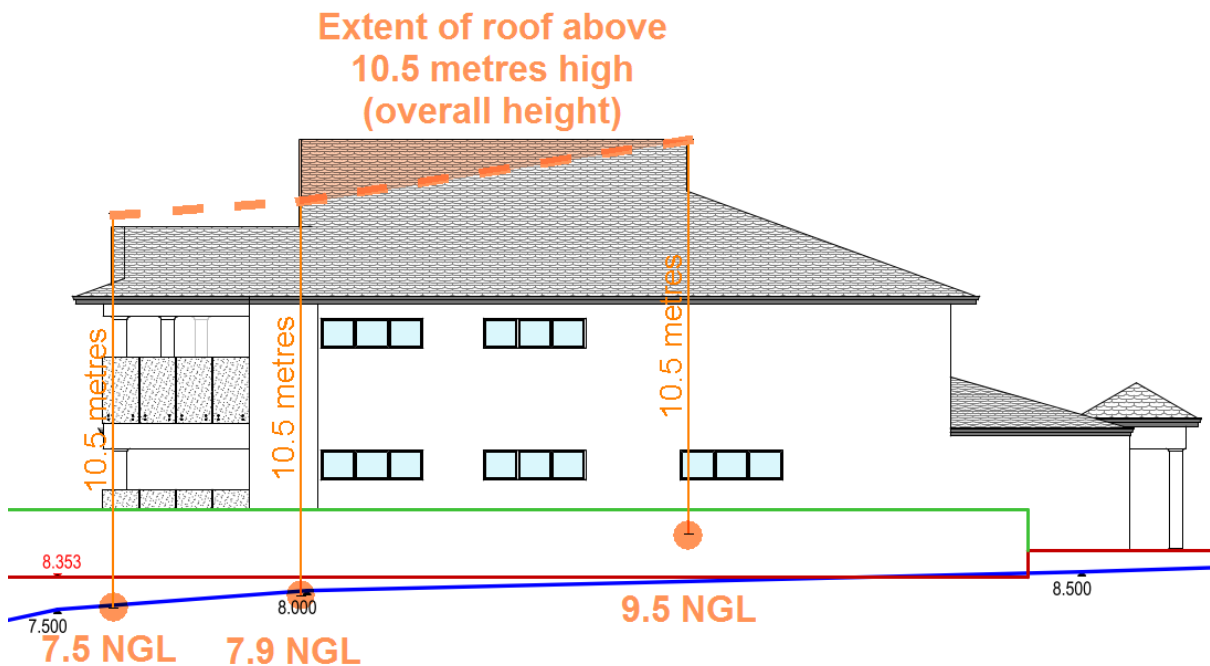 Extent of roof above
10.5 metres high
(overall height)
10.5 metres
10.5 metres
10.5 metres
8.353
7.500
8.000
8.500
7.5 NGL
7.9 NGL
9.5 NGL